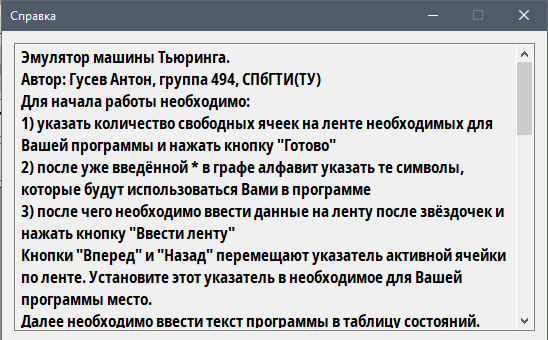 Справка
Эмулятор машины Тьюринга.
Автор: Гусев Антон, группа 494, СПбГТИ(ТУ)
Для начала работы необходимо:
1) указать количество свободных ячеек на ленте необходимых для
Вашей программы и нажать кнопку "Готово"
2) после уже введённой * в графе алфавит указать те символы,
которые будут использоваться Вами в программе
3) после чего необходимо ввести данные на ленту после звёздочек и
нажать кнопку "Ввести ленту"
Кнопки "Вперед" и "Назад" перемещают указатель активной ячейки
по ленте. Установите этот указатель в необходимое для Вашей
программы место.
Далее необходимо ввести текст программы в таблицу состояний.